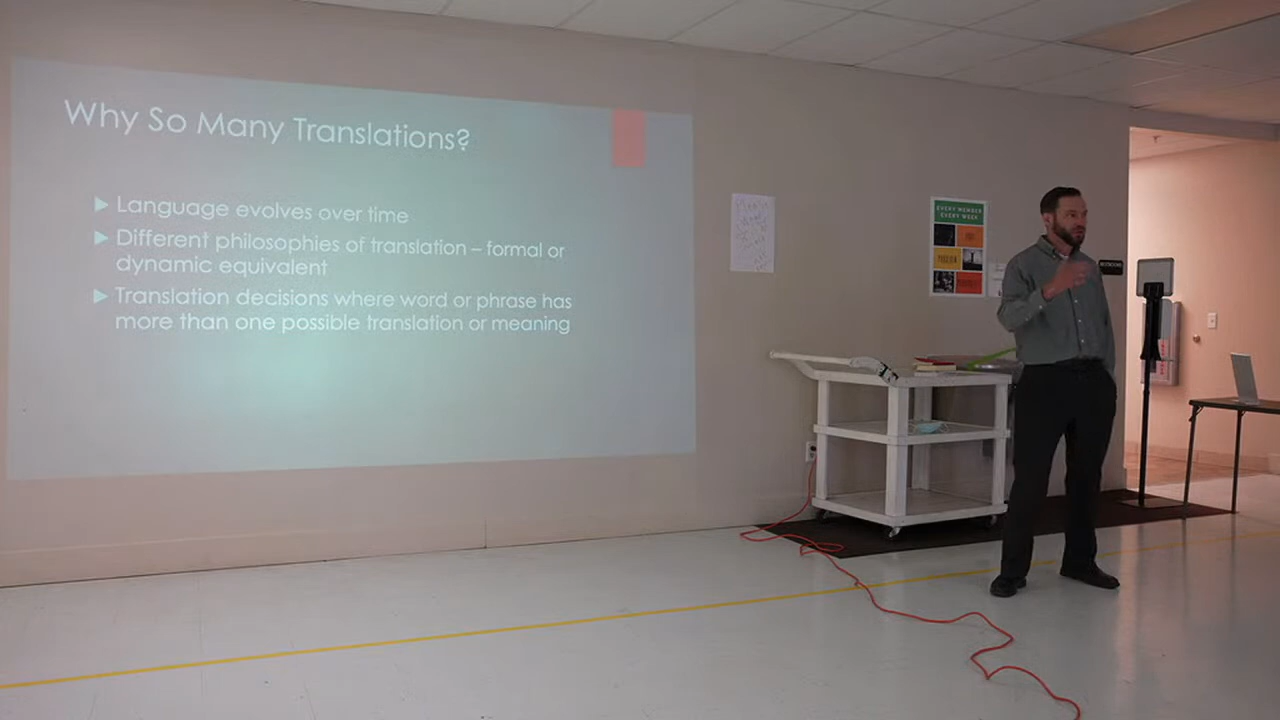 Why So Many Translations?
Language evolves over time
Different philosophies of translation – formal or
dynamic equivalent
Translation decisions where word or phrase has
more than one possible translation or meaning
EVERY MEMBER
EVERY WEEK
RESTROOMS